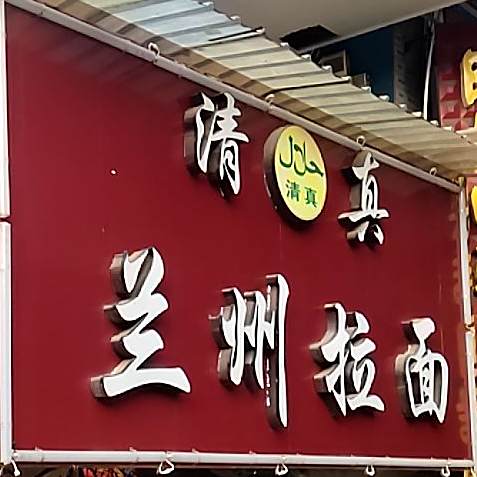 清 حلال 真
清真
兰州拉面